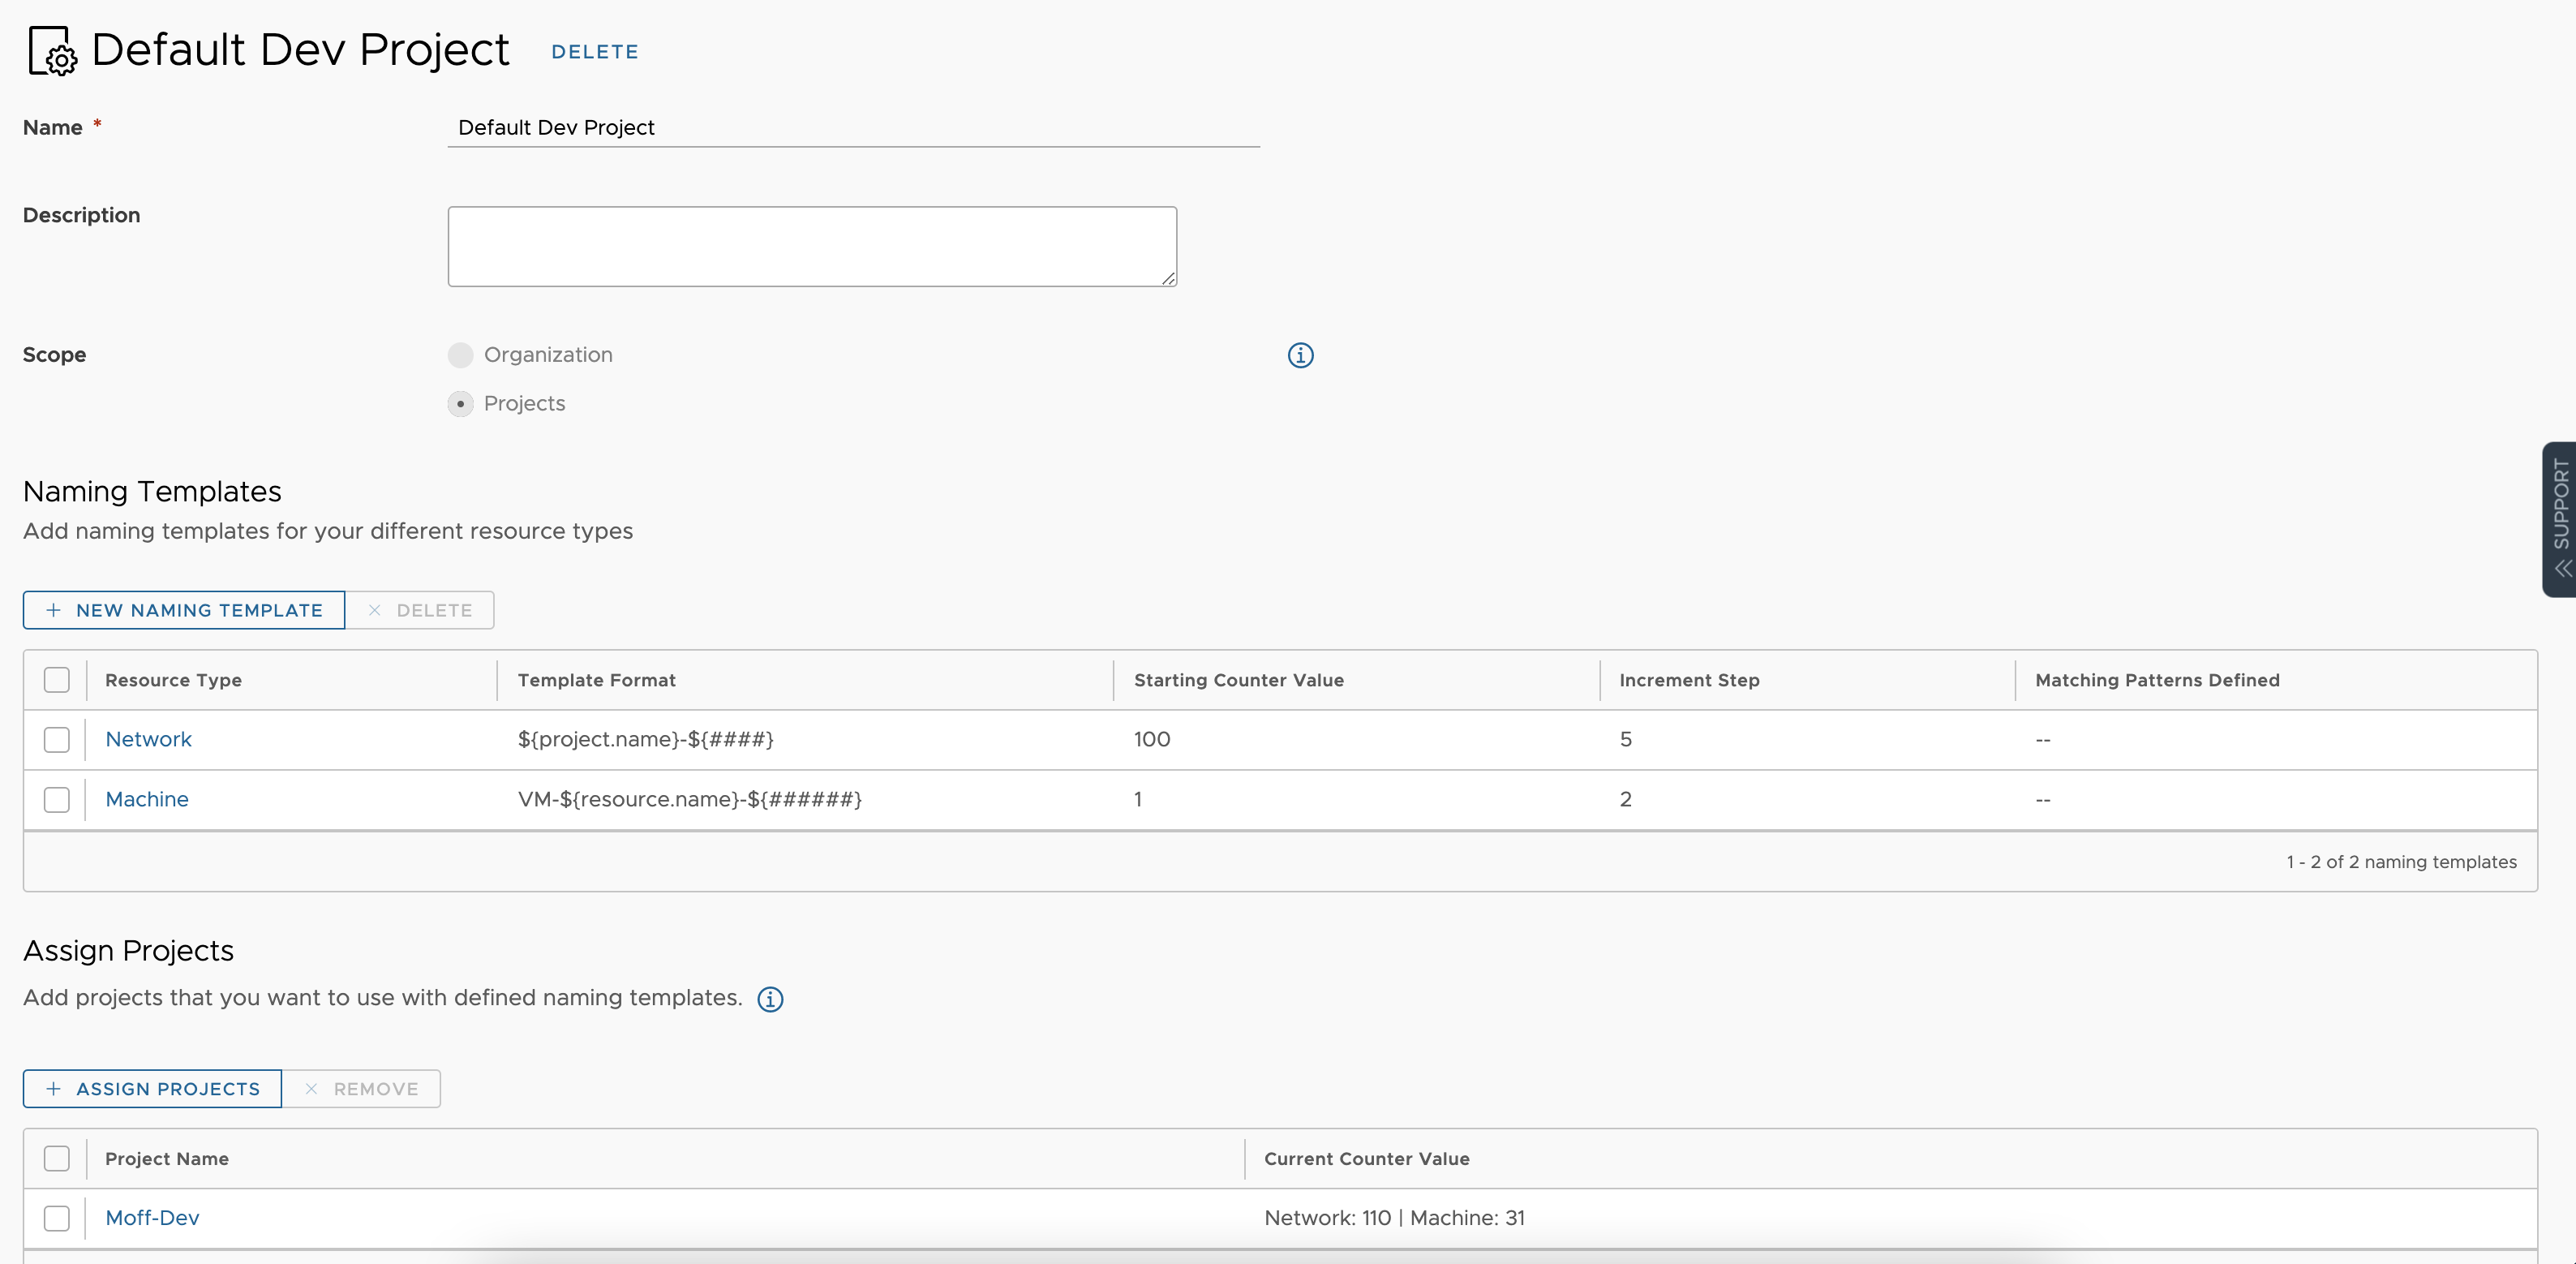 Default Dev Project DELETE
Name * Default Dev Project
Description
Scope Organization
Projects
SUPPORT
Naming Templates
Add naming templates for your different resource types
+ NEW NAMING TEMPLATE × DELETE
Resource Type Template Format Starting Counter Value Increment Step Matching Patterns Defined
Network ${project.name}-${####} 100 5 --
Machine VM-${resource.name}-${######} 1 2 --
1 - 2 of 2 naming templates
Assign Projects
Add projects that you want to use with defined naming templates.
+ ASSIGN PROJECTS × REMOVE
Project Name Current Counter Value
Moff-Dev Network: 110 | Machine: 31